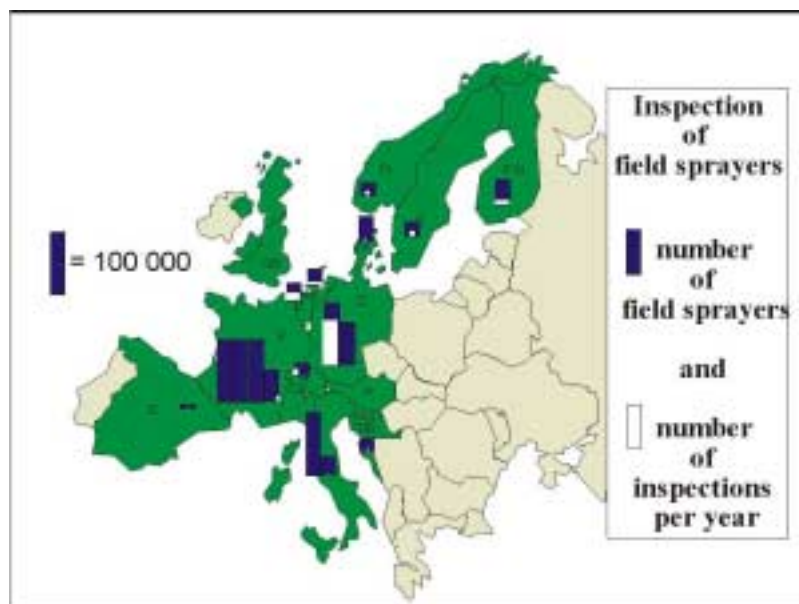 Inspection
of
field sprayers
= 100 000
number
of
field sprayers
and
number
of
inspections
per year